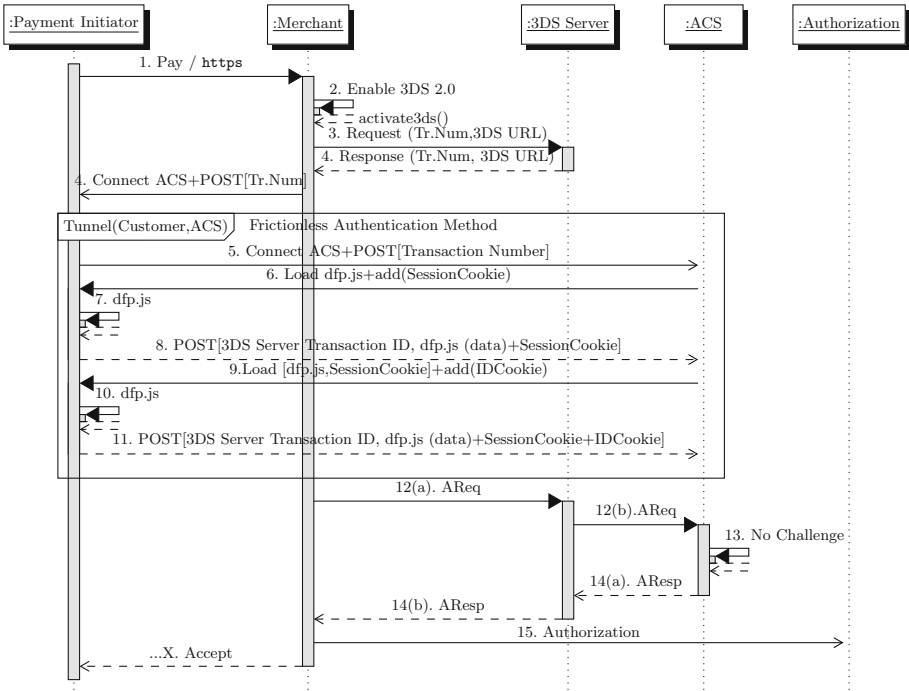 :Payment Initiator
:Merchant
:3DS Server
:ACS
:Authorization
1. Pay / https
2. Enable 3DS 2.0
activate3ds()
3. Request (Tr.Num,3DS URL)
4. Response (Tr.Num, 3DS URL)
4. Connect ACS+POST[Tr.Num]
Tunnel(Customer,ACS)
Frictionless Authentication Method
5. Connect ACS+POST[Transaction Number]
6. Load dfp.js+add(SessionCookie)
7. dfp.js
8. POST[3DS Server Transaction ID, dfp.js (data)+SessionCookie]
9.Load [dfp.js,SessionCookie]+add(IDCookie)
10. dfp.js
11. POST[3DS Server Transaction ID, dfp.js (data)+SessionCookie+IDCookie]
12(a). AReq
12(b).AReq
13. No Challenge
14(a). AResp
14(b). AResp
15. Authorization
...X. Accept